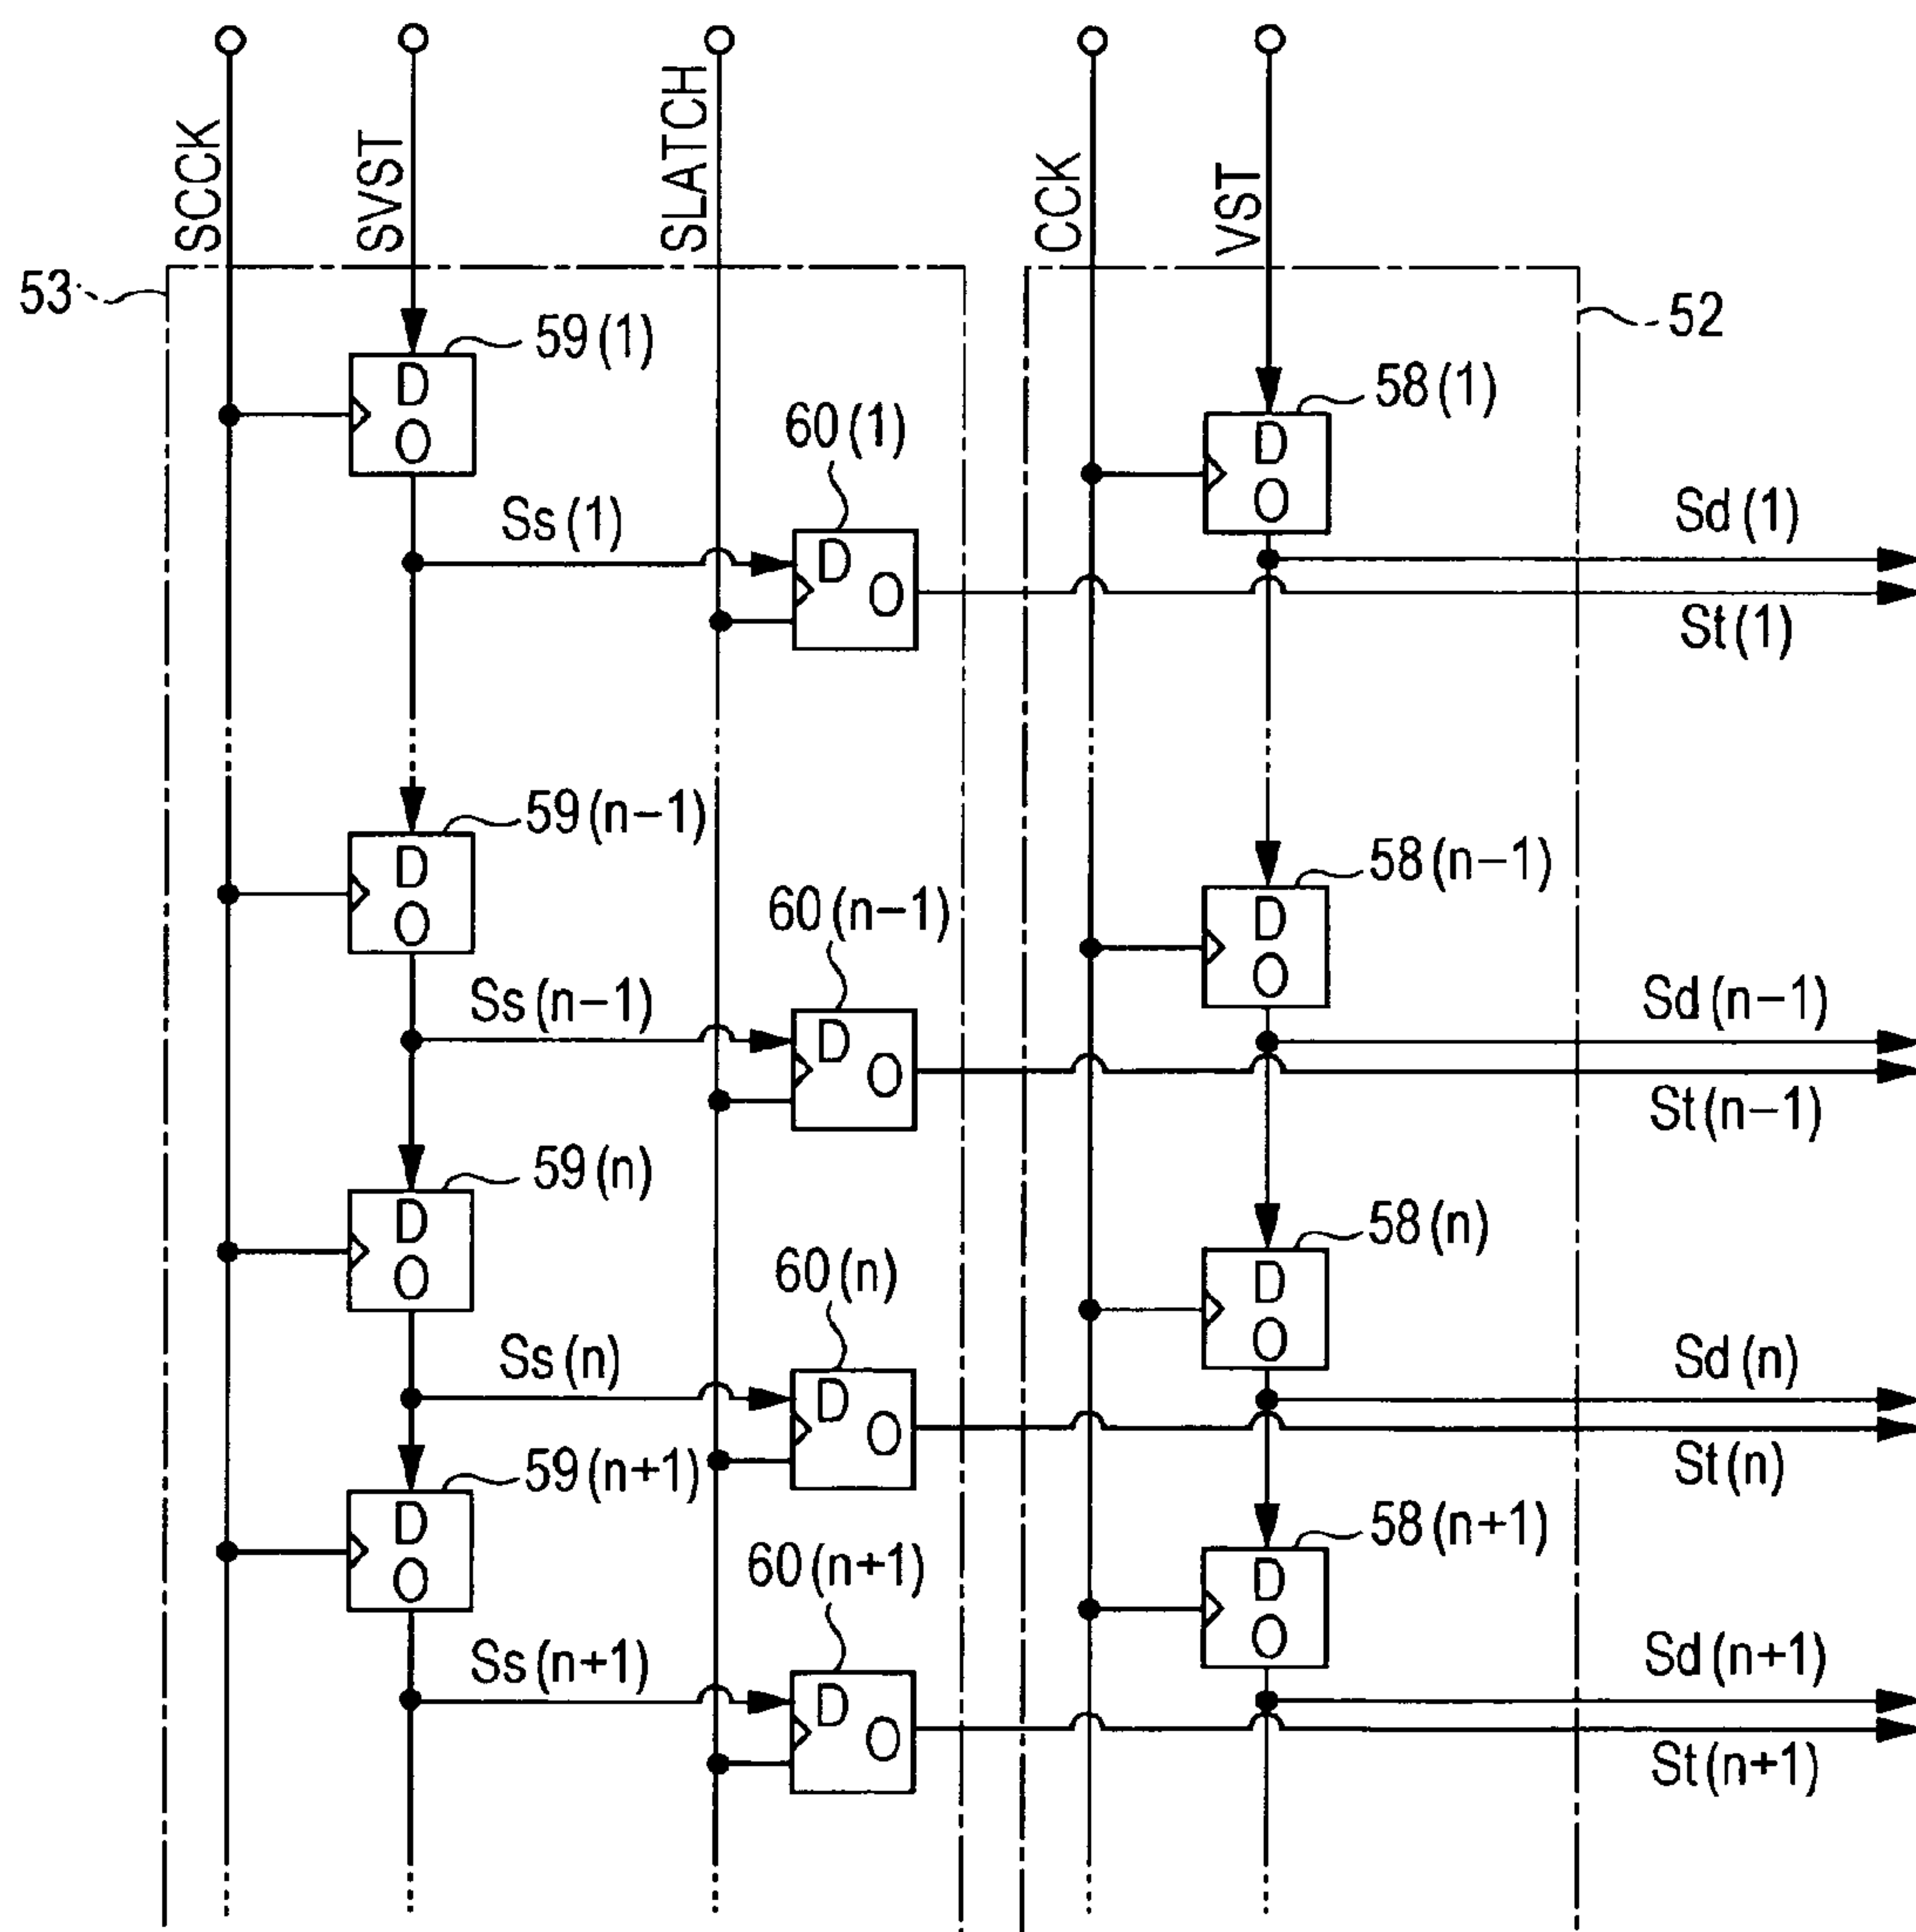 SCCK
SVST
SLATCH
CCK
VST
53
52
59(1)
D
O
58(1)
D
O
60(1)
Ss(1)
D
O
Sd(1)
St(1)
59(n-1)
D
O
58(n-1)
D
O
60(n-1)
Ss(n-1)
D
O
Sd(n-1)
St(n-1)
59(n)
D
O
58(n)
D
O
60(n)
Ss(n)
D
O
Sd(n)
St(n)
59(n+1)
D
O
58(n+1)
D
O
60(n+1)
Ss(n+1)
D
O
Sd(n+1)
St(n+1)